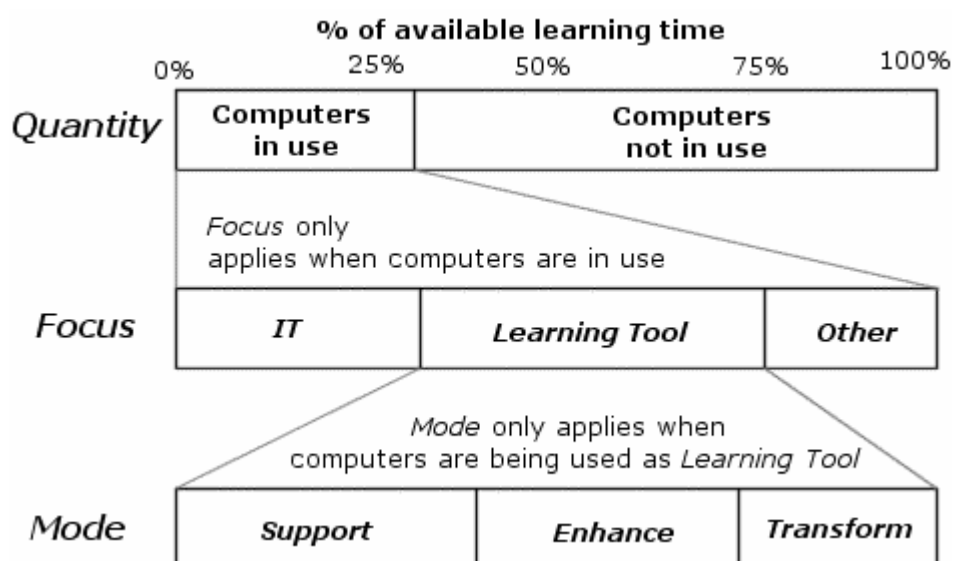 % of available learning time
0% 25% 50% 75% 100%
Quantity
Computers
in use
Computers
not in use
Focus only
applies when computers are in use
Focus
IT
Learning Tool
Other
Mode only applies when
computers are being used as Learning Tool
Mode
Support
Enhance
Transform